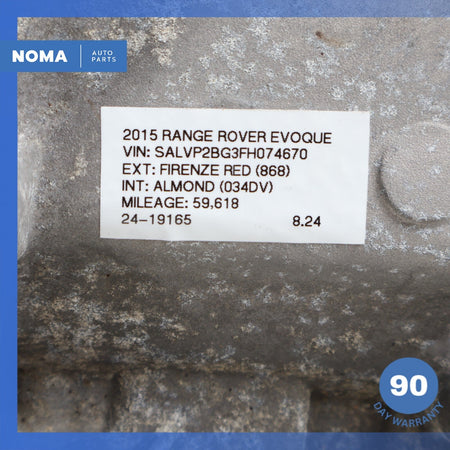 NOMA AUTO
PARTS
2015 RANGE ROVER EVOQUE
VIN: SALVP2BG3FH074670
EXT: FIRENZE RED (868)
INT: ALMOND (034DV)
MILEAGE: 59,618
24-19165 8.24
90
DAY WARRANTY